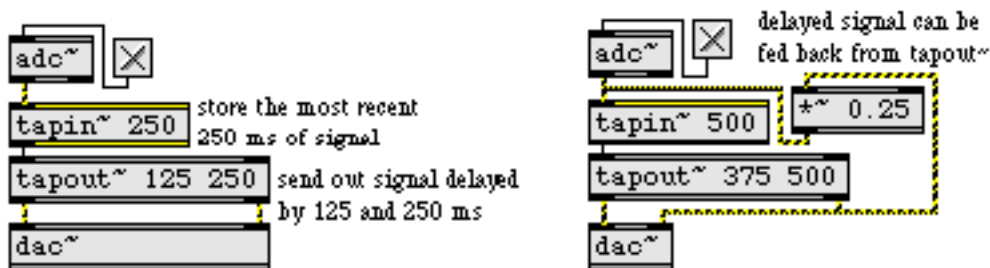 adc~
tapin~ 250
store the most recent
250 ms of signal
tapout~ 125 250
send out signal delayed
by 125 and 250 ms
dac~
delayed signal can be
fed back from tapout~
adc~
*~ 0.25
tapin~ 500
tapout~ 375 500
dac~